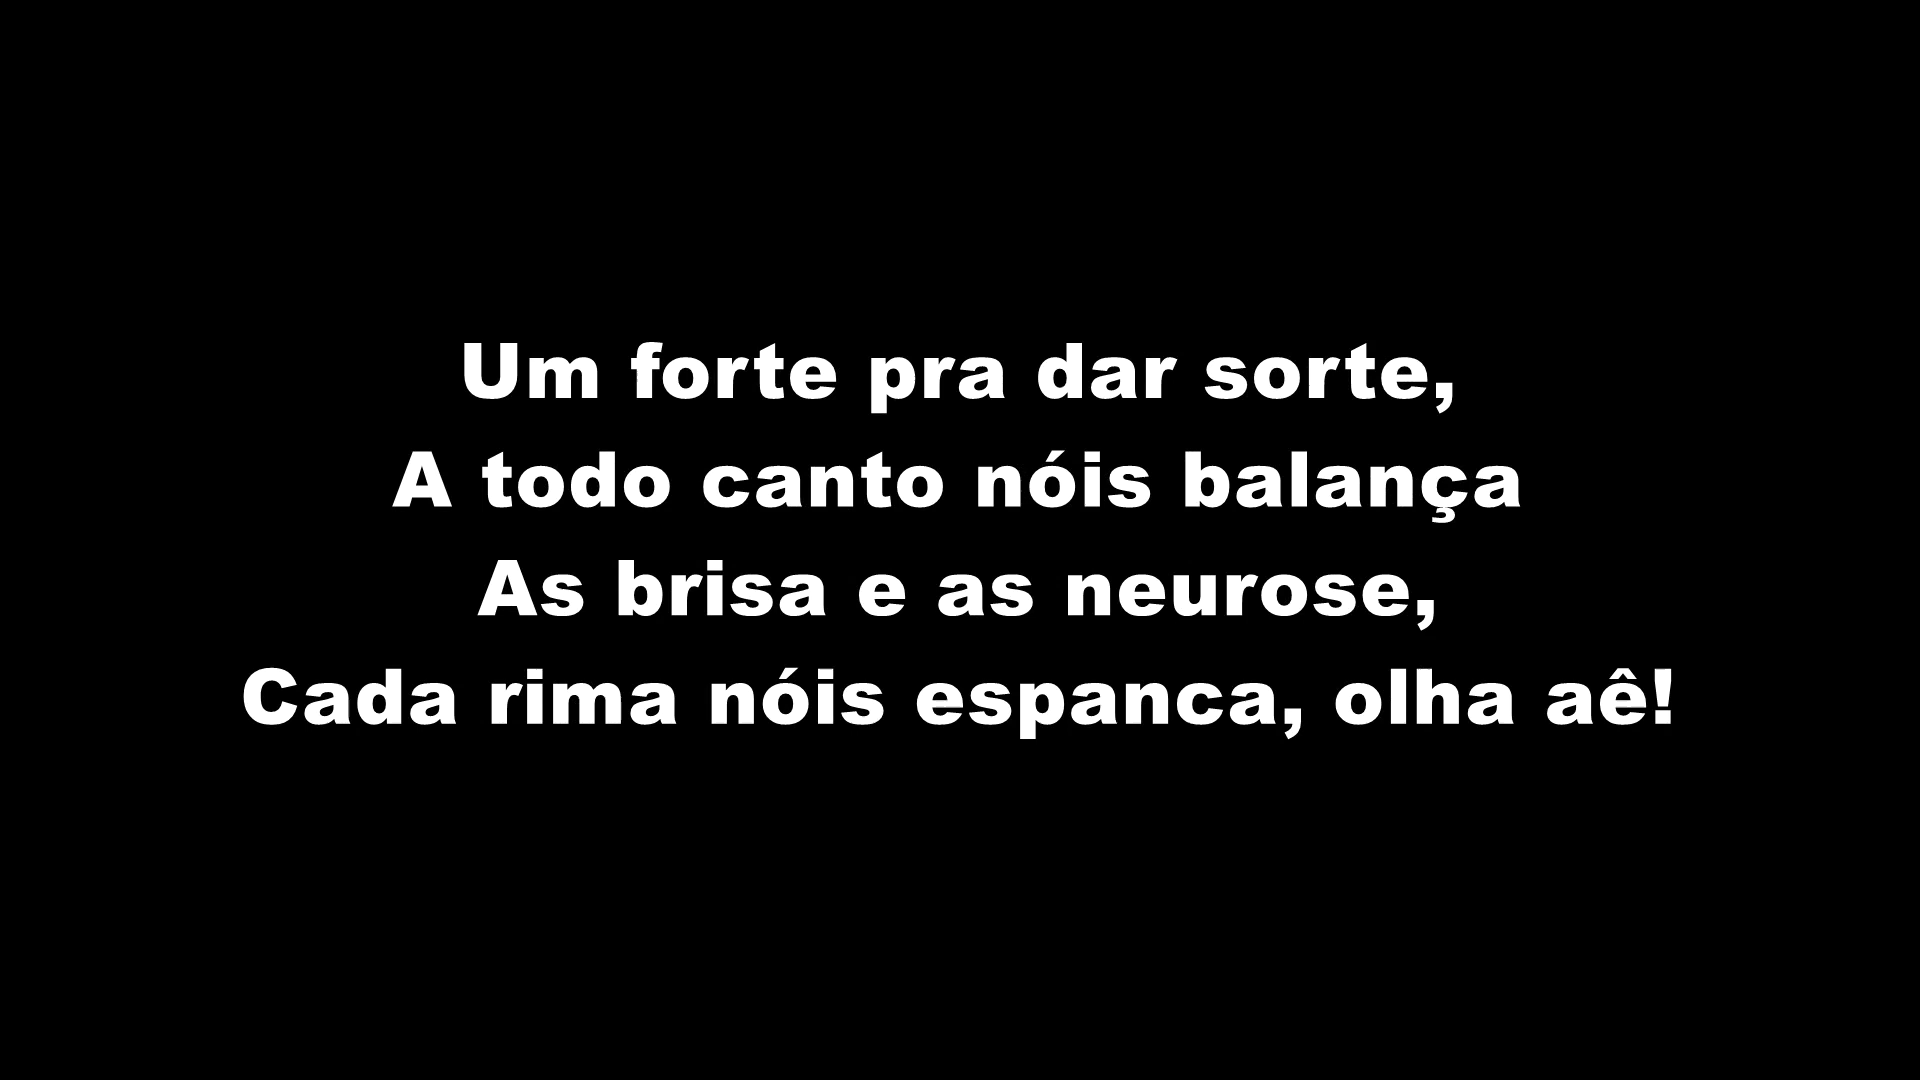 Um forte pra dar sorte,
A todo canto nóis balança
As brisa e as neurose,
Cada rima nóis espanca, olha aê!